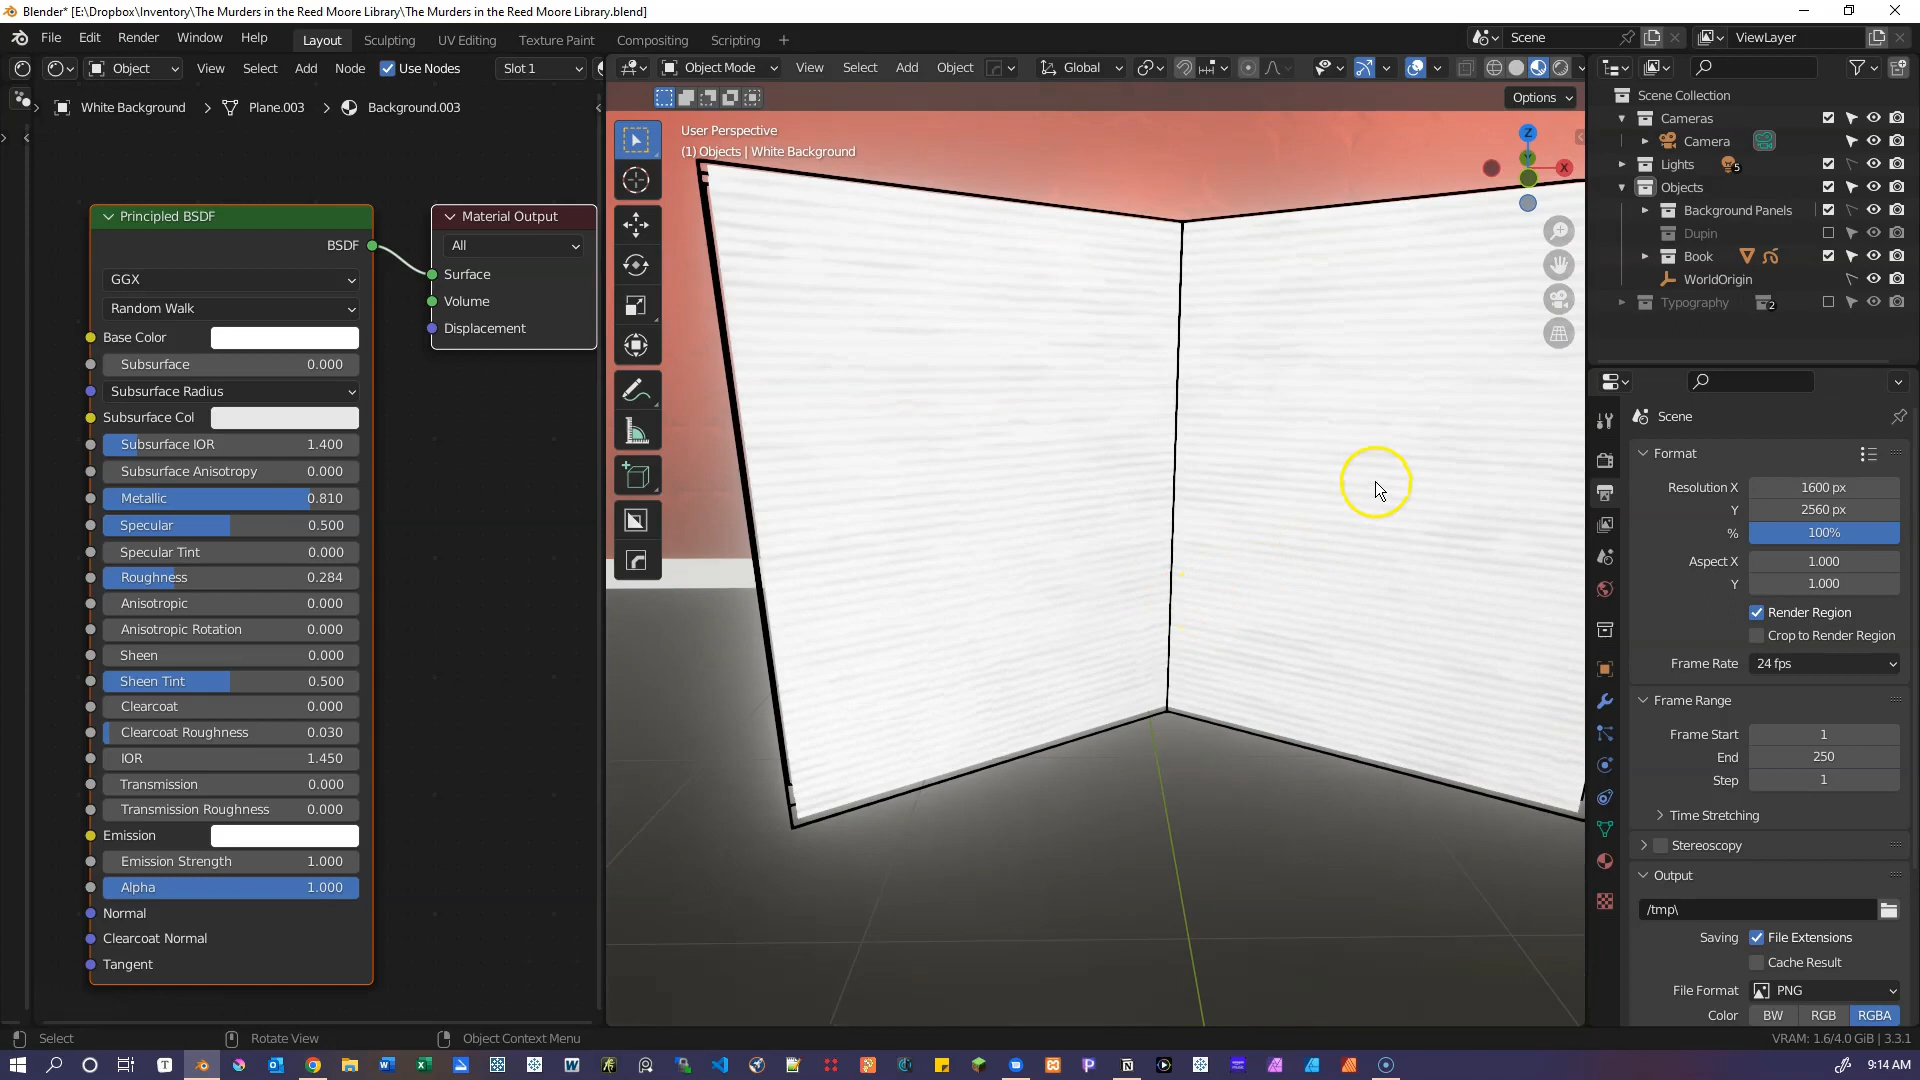 Blender* [E:\Dropbox\Inventory\The Murders in the Reed Moore Library\The Murders in the Reed Moore Library.blend]
File Edit Render Window Help
Layout Sculpting UV Editing Texture Paint Compositing Scripting +
Scene
ViewLayer
Object View Select Add Node Use Nodes Slot 1
Object Mode View Select Add Object Global
White Background > Plane.003 > Background.003
Options
User Perspective
(1) Objects | White Background
Z
X
Principled BSDF
BSDF
GGX
Random Walk
Base Color
Subsurface 0.000
Subsurface Radius
Subsurface Col
Subsurface IOR 1.400
Subsurface Anisotropy 0.000
Metallic 0.810
Specular 0.500
Specular Tint 0.000
Roughness 0.284
Anisotropic 0.000
Anisotropic Rotation 0.000
Sheen 0.000
Sheen Tint 0.500
Clearcoat 0.000
Clearcoat Roughness 0.030
IOR 1.450
Transmission 0.000
Transmission Roughness 0.000
Emission
Emission Strength 1.000
Alpha 1.000
Normal
Clearcoat Normal
Tangent
Material Output
All
Surface
Volume
Displacement
Scene Collection
Cameras
Camera
Lights 5
Objects
Background Panels
Dupin
Book
WorldOrigin
Typography 2
Scene
Format
Resolution X 1600 px
Y 2560 px
% 100%
Aspect X 1.000
Y 1.000
Render Region
Crop to Render Region
Frame Rate 24 fps
Frame Range
Frame Start 1
End 250
Step 1
Time Stretching
Stereoscopy
Output
/tmp\
Saving File Extensions
Cache Result
File Format PNG
Color BW RGB RGBA
Select
Rotate View
Object Context Menu
VRAM: 1.6/4.0 GiB | 3.3.1
9:14 AM